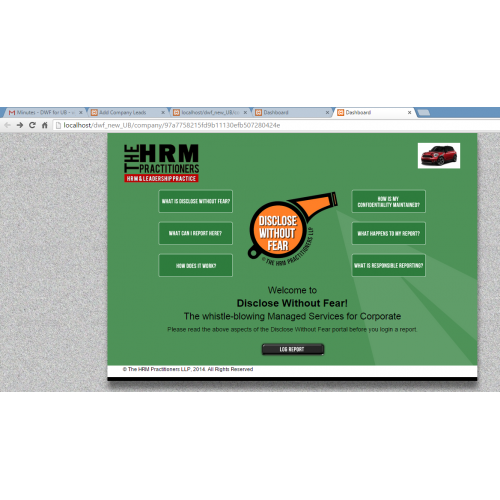 Minutes - DWF for UB -
Add Company Leads
localhost/dwf_new_UB/
Dashboard
Dashboard
localhost/dwf_new_UB/company/97a7758215fd9b11130efb507280424e
THE HRM
PRACTITIONERS
HRM & LEADERSHIP PRACTICE
WHAT IS DISCLOSE WITHOUT FEAR?
HOW IS MY
CONFIDENTIALITY MAINTAINED?
DISCLOSE
WITHOUT
FEAR
© THE HRM PRACTITIONERS LLP
WHAT CAN I REPORT HERE?
WHAT HAPPENS TO MY REPORT?
HOW DOES IT WORK?
WHAT IS RESPONSIBLE REPORTING?
Welcome to
Disclose Without Fear!
The whistle-blowing Managed Services for Corporate
Please read the above aspects of the Disclose Without Fear portal before you login a report.
LOG REPORT
© The HRM Practitioners LLP, 2014. All Rights Reserved